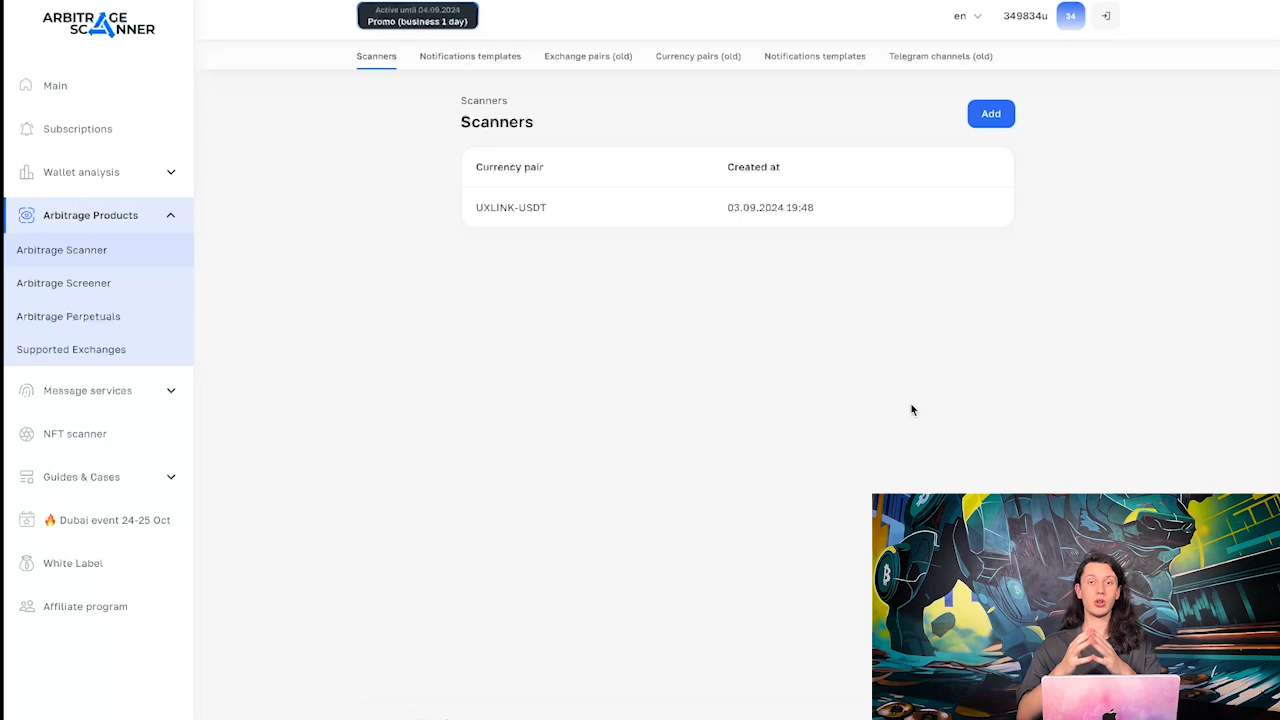 ARBITRAGE
SCANNER
Active until 04.09.2024
Promo (business 1 day)
en
349834u
34
Scanners
Notifications templates
Exchange pairs (old)
Currency pairs (old)
Notifications templates
Telegram channels (old)
Main
Subscriptions
Wallet analysis
Arbitrage Products
Arbitrage Scanner
Arbitrage Screener
Arbitrage Perpetuals
Supported Exchanges
Message services
NFT scanner
Guides & Cases
🔥 Dubai event 24-25 Oct
White Label
Affiliate program
Scanners
Scanners
Add
Currency pair Created at
UXLINK-USDT 03.09.2024 19:48